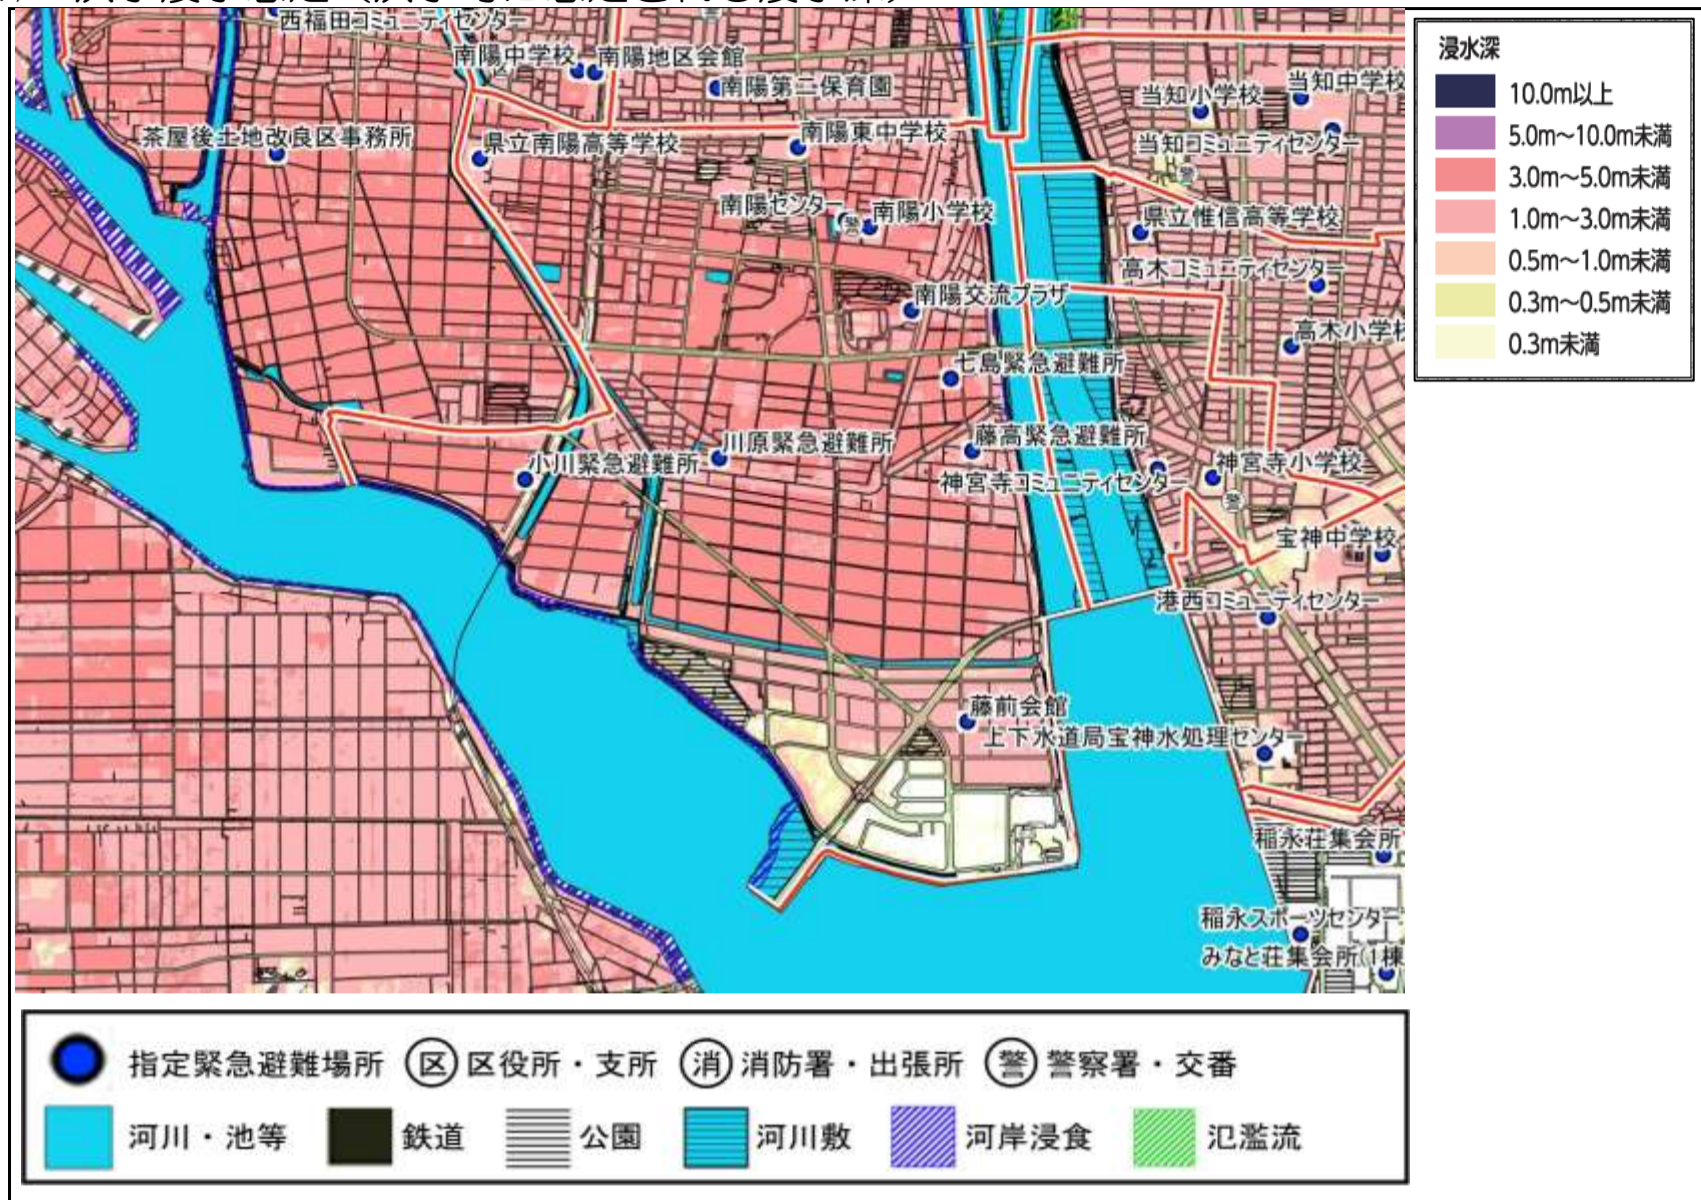 西福田コミュニティセンター
南陽中学校
南陽地区会館
南陽第二保育園
当知小学校
当知中学校
茶屋後土地改良区事務所
県立南陽高等学校
南陽東中学校
当知コミュニティセンター
警
南陽センター
警
南陽小学校
県立惟信高等学校
高木コミュニティセンター
南陽交流プラザ
高木小学校
七島緊急避難所
川原緊急避難所
藤高緊急避難所
小川緊急避難所
神宮寺小学校
神宮寺コミュニティセンター
警
宝神中学校
港西コミュニティセンター
藤前会館
上下水道局宝神水処理センター
稲永荘集会所
稲永スポーツセンター
みなと荘集会所(1棟
浸水深
10.0m以上
5.0m～10.0m未満
3.0m～5.0m未満
1.0m～3.0m未満
0.5m～1.0m未満
0.3m～0.5m未満
0.3m未満
指定緊急避難場所 区 区役所・支所 消 消防署・出張所 警 警察署・交番
河川・池等 鉄道 公園 河川敷 河岸浸食 氾濫流